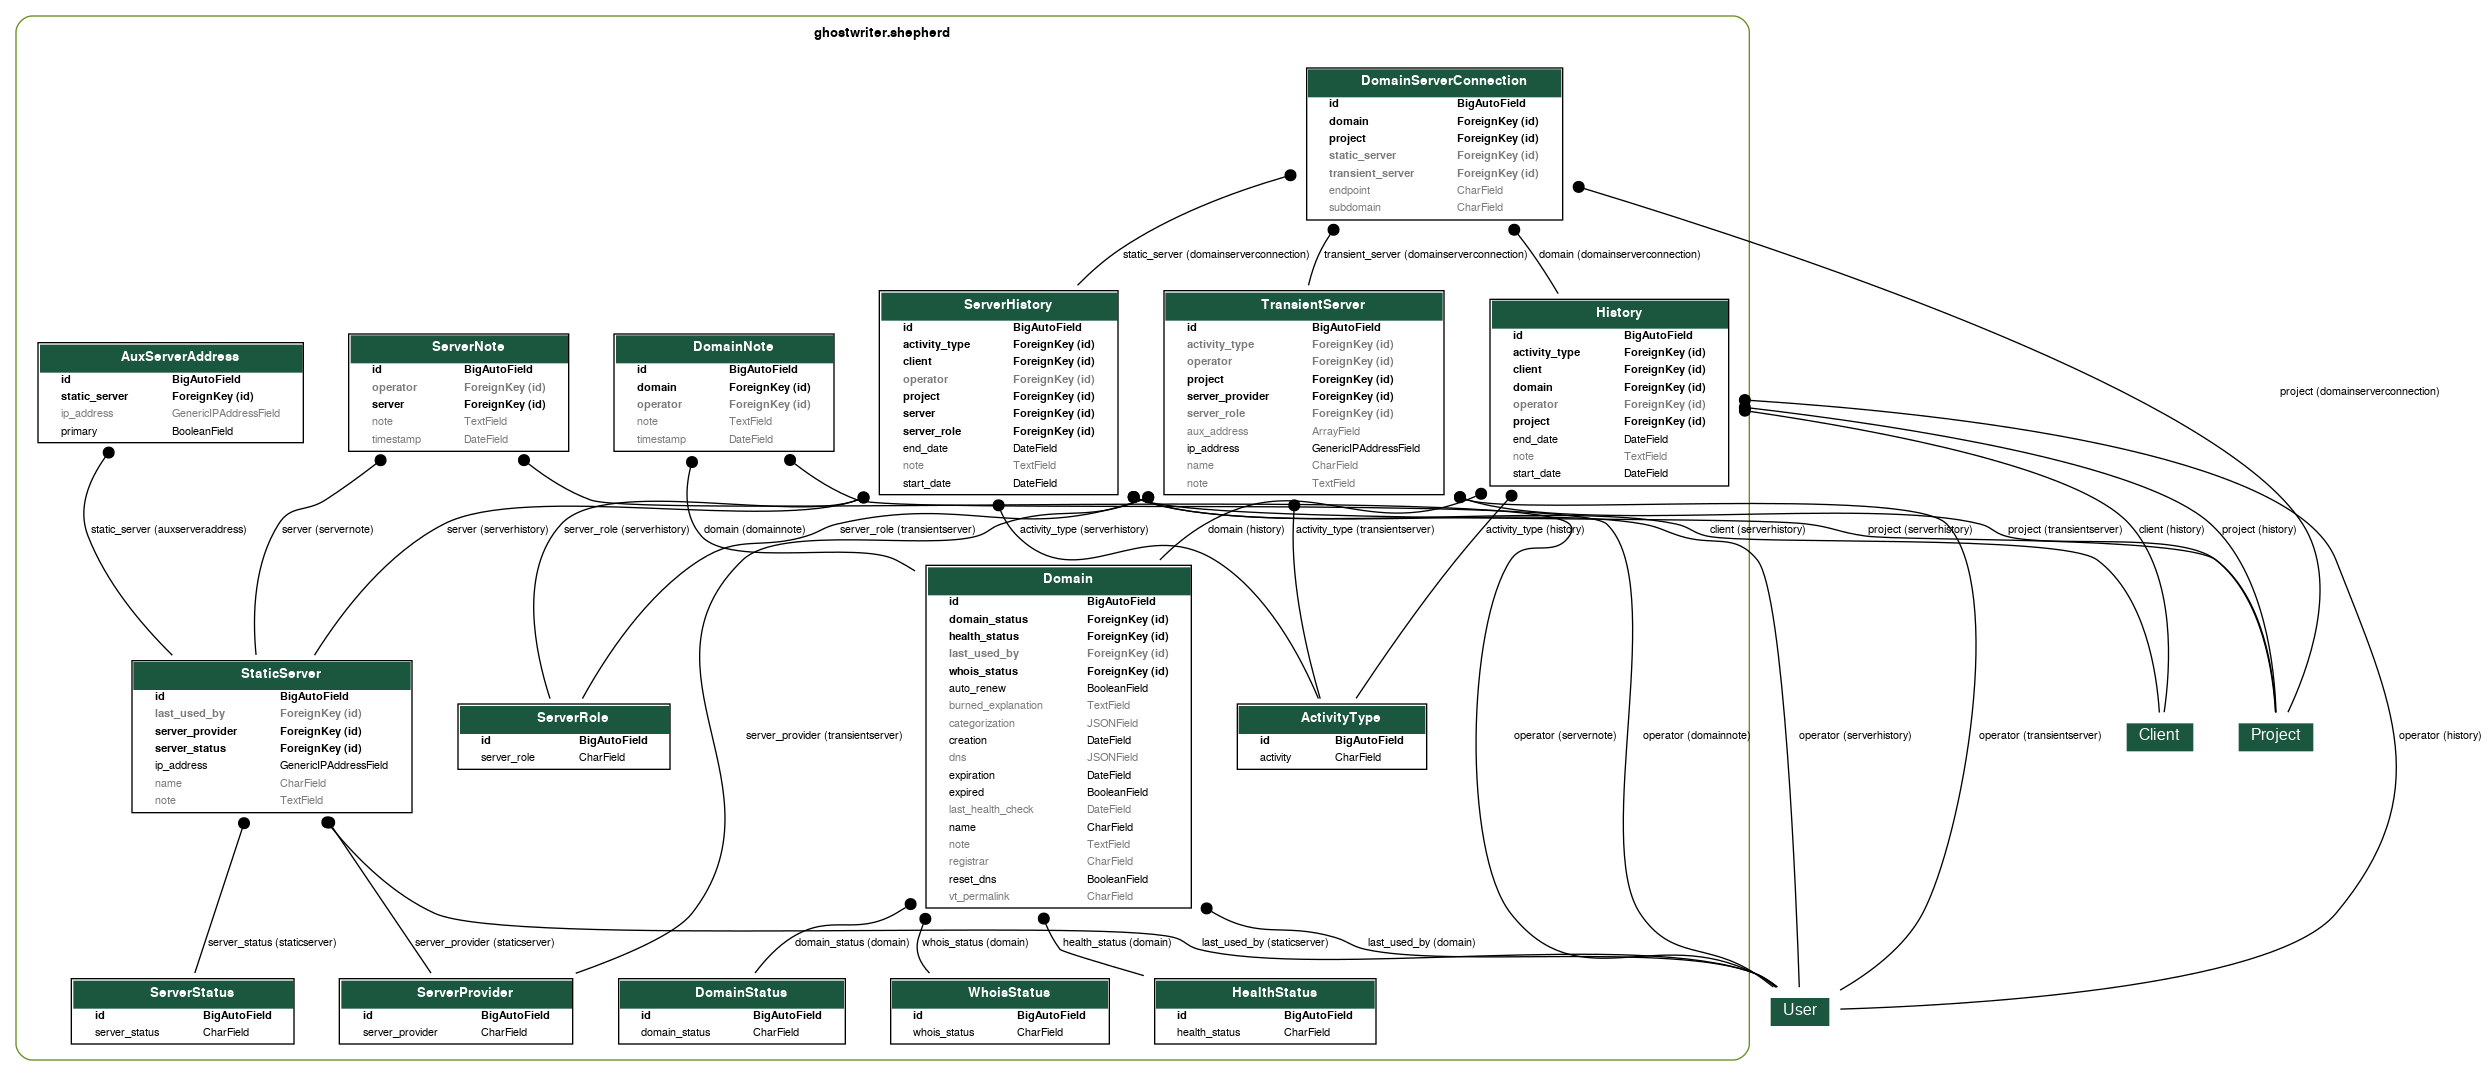 ghostwriter.shepherd
DomainServerConnection
id BigAutoField
domain ForeignKey (id)
project ForeignKey (id)
static_server ForeignKey (id)
transient_server ForeignKey (id)
endpoint CharField
subdomain CharField
static_server (domainserverconnection)
transient_server (domainserverconnection)
domain (domainserverconnection)
project (domainserverconnection)
AuxServerAddress
id BigAutoField
static_server ForeignKey (id)
ip_address GenericIPAddressField
primary BooleanField
ServerNote
id BigAutoField
operator ForeignKey (id)
server ForeignKey (id)
note TextField
timestamp DateField
DomainNote
id BigAutoField
domain ForeignKey (id)
operator ForeignKey (id)
note TextField
timestamp DateField
ServerHistory
id BigAutoField
activity_type ForeignKey (id)
client ForeignKey (id)
operator ForeignKey (id)
project ForeignKey (id)
server ForeignKey (id)
server_role ForeignKey (id)
end_date DateField
note TextField
start_date DateField
TransientServer
id BigAutoField
activity_type ForeignKey (id)
operator ForeignKey (id)
project ForeignKey (id)
server_provider ForeignKey (id)
server_role ForeignKey (id)
aux_address ArrayField
ip_address GenericIPAddressField
name CharField
note TextField
History
id BigAutoField
activity_type ForeignKey (id)
client ForeignKey (id)
domain ForeignKey (id)
operator ForeignKey (id)
project ForeignKey (id)
end_date DateField
note TextField
start_date DateField
static_server (auxserveraddress)
server (servernote)
server (serverhistory)
server_role (serverhistory)
domain (domainnote)
server_role (transientserver)
activity_type (serverhistory)
domain (history)
activity_type (transientserver)
activity_type (history)
client (serverhistory)
project (serverhistory)
project (transientserver)
client (history)
project (history)
StaticServer
id BigAutoField
last_used_by ForeignKey (id)
server_provider ForeignKey (id)
server_status ForeignKey (id)
ip_address GenericIPAddressField
name CharField
note TextField
ServerRole
id BigAutoField
server_role CharField
server_provider (transientserver)
Domain
id BigAutoField
domain_status ForeignKey (id)
health_status ForeignKey (id)
last_used_by ForeignKey (id)
whois_status ForeignKey (id)
auto_renew BooleanField
burned_explanation TextField
categorization JSONField
creation DateField
dns JSONField
expiration DateField
expired BooleanField
last_health_check DateField
name CharField
note TextField
registrar CharField
reset_dns BooleanField
vt_permalink CharField
ActivityType
id BigAutoField
activity CharField
operator (servernote)
operator (domainnote)
operator (serverhistory)
operator (transientserver)
Client
Project
operator (history)
server_status (staticserver)
server_provider (staticserver)
domain_status (domain)
whois_status (domain)
health_status (domain)
last_used_by (staticserver)
last_used_by (domain)
ServerStatus
id BigAutoField
server_status CharField
ServerProvider
id BigAutoField
server_provider CharField
DomainStatus
id BigAutoField
domain_status CharField
WhoisStatus
id BigAutoField
whois_status CharField
HealthStatus
id BigAutoField
health_status CharField
User